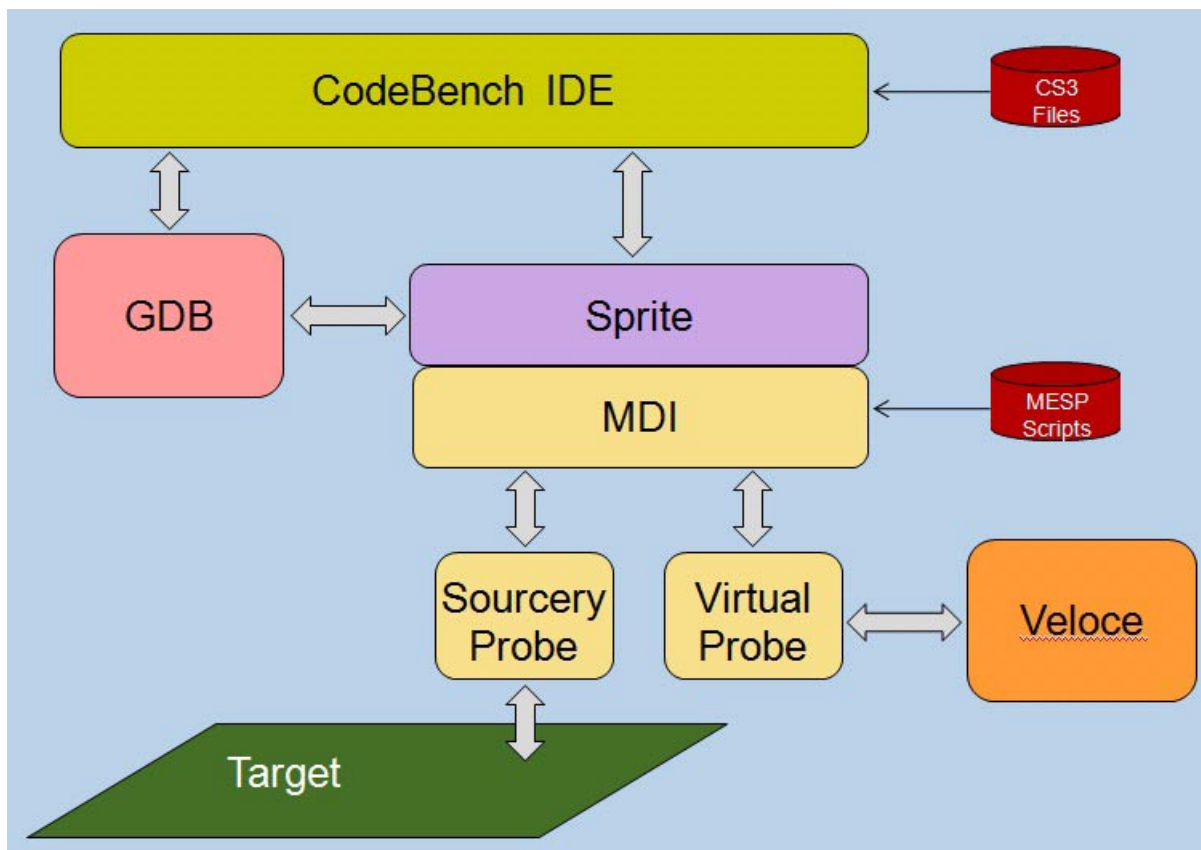 CodeBench IDE
CS3
Files
GDB
Sprite
MDI
MESP
Scripts
Sourcery
Probe
Virtual
Probe
Veloce
Target